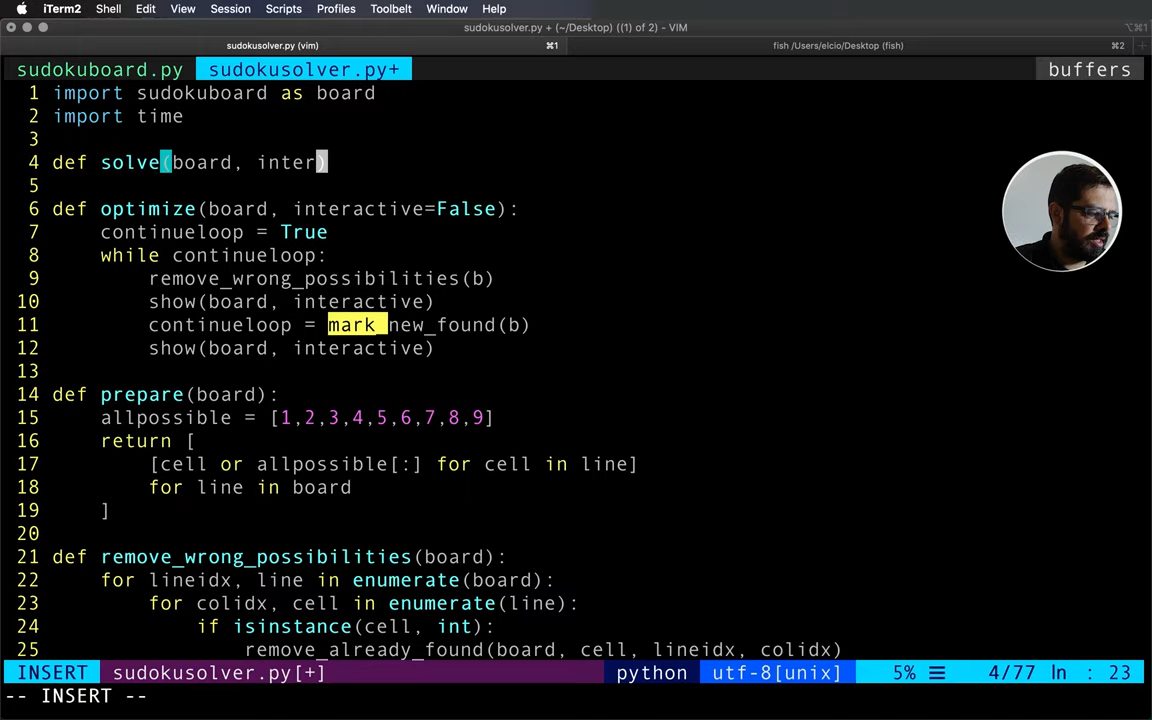 iTerm2 Shell Edit View Session Scripts Profiles Toolbelt Window Help
sudokusolver.py + (~/Desktop) ((1) of 2) - VIM ⌥⌘1
sudokusolver.py (vim) ⌘1 fish /Users/elcio/Desktop (fish) ⌘2 +
sudokuboard.py sudokusolver.py+ buffers
1 import sudokuboard as board
2 import time
3
4 def solve(board, inter)
5
6 def optimize(board, interactive=False):
7     continueloop = True
8     while continueloop:
9         remove_wrong_possibilities(b)
10         show(board, interactive)
11         continueloop = mark_new_found(b)
12         show(board, interactive)
13
14 def prepare(board):
15     allpossible = [1,2,3,4,5,6,7,8,9]
16     return [
17         [cell or allpossible[:] for cell in line]
18         for line in board
19     ]
20
21 def remove_wrong_possibilities(board):
22     for lineidx, line in enumerate(board):
23         for colidx, cell in enumerate(line):
24             if isinstance(cell, int):
25                 remove_already_found(board, cell, lineidx, colidx)
INSERT sudokusolver.py[+] python utf-8[unix] 5% ☰ 4/77 ln : 23
-- INSERT --